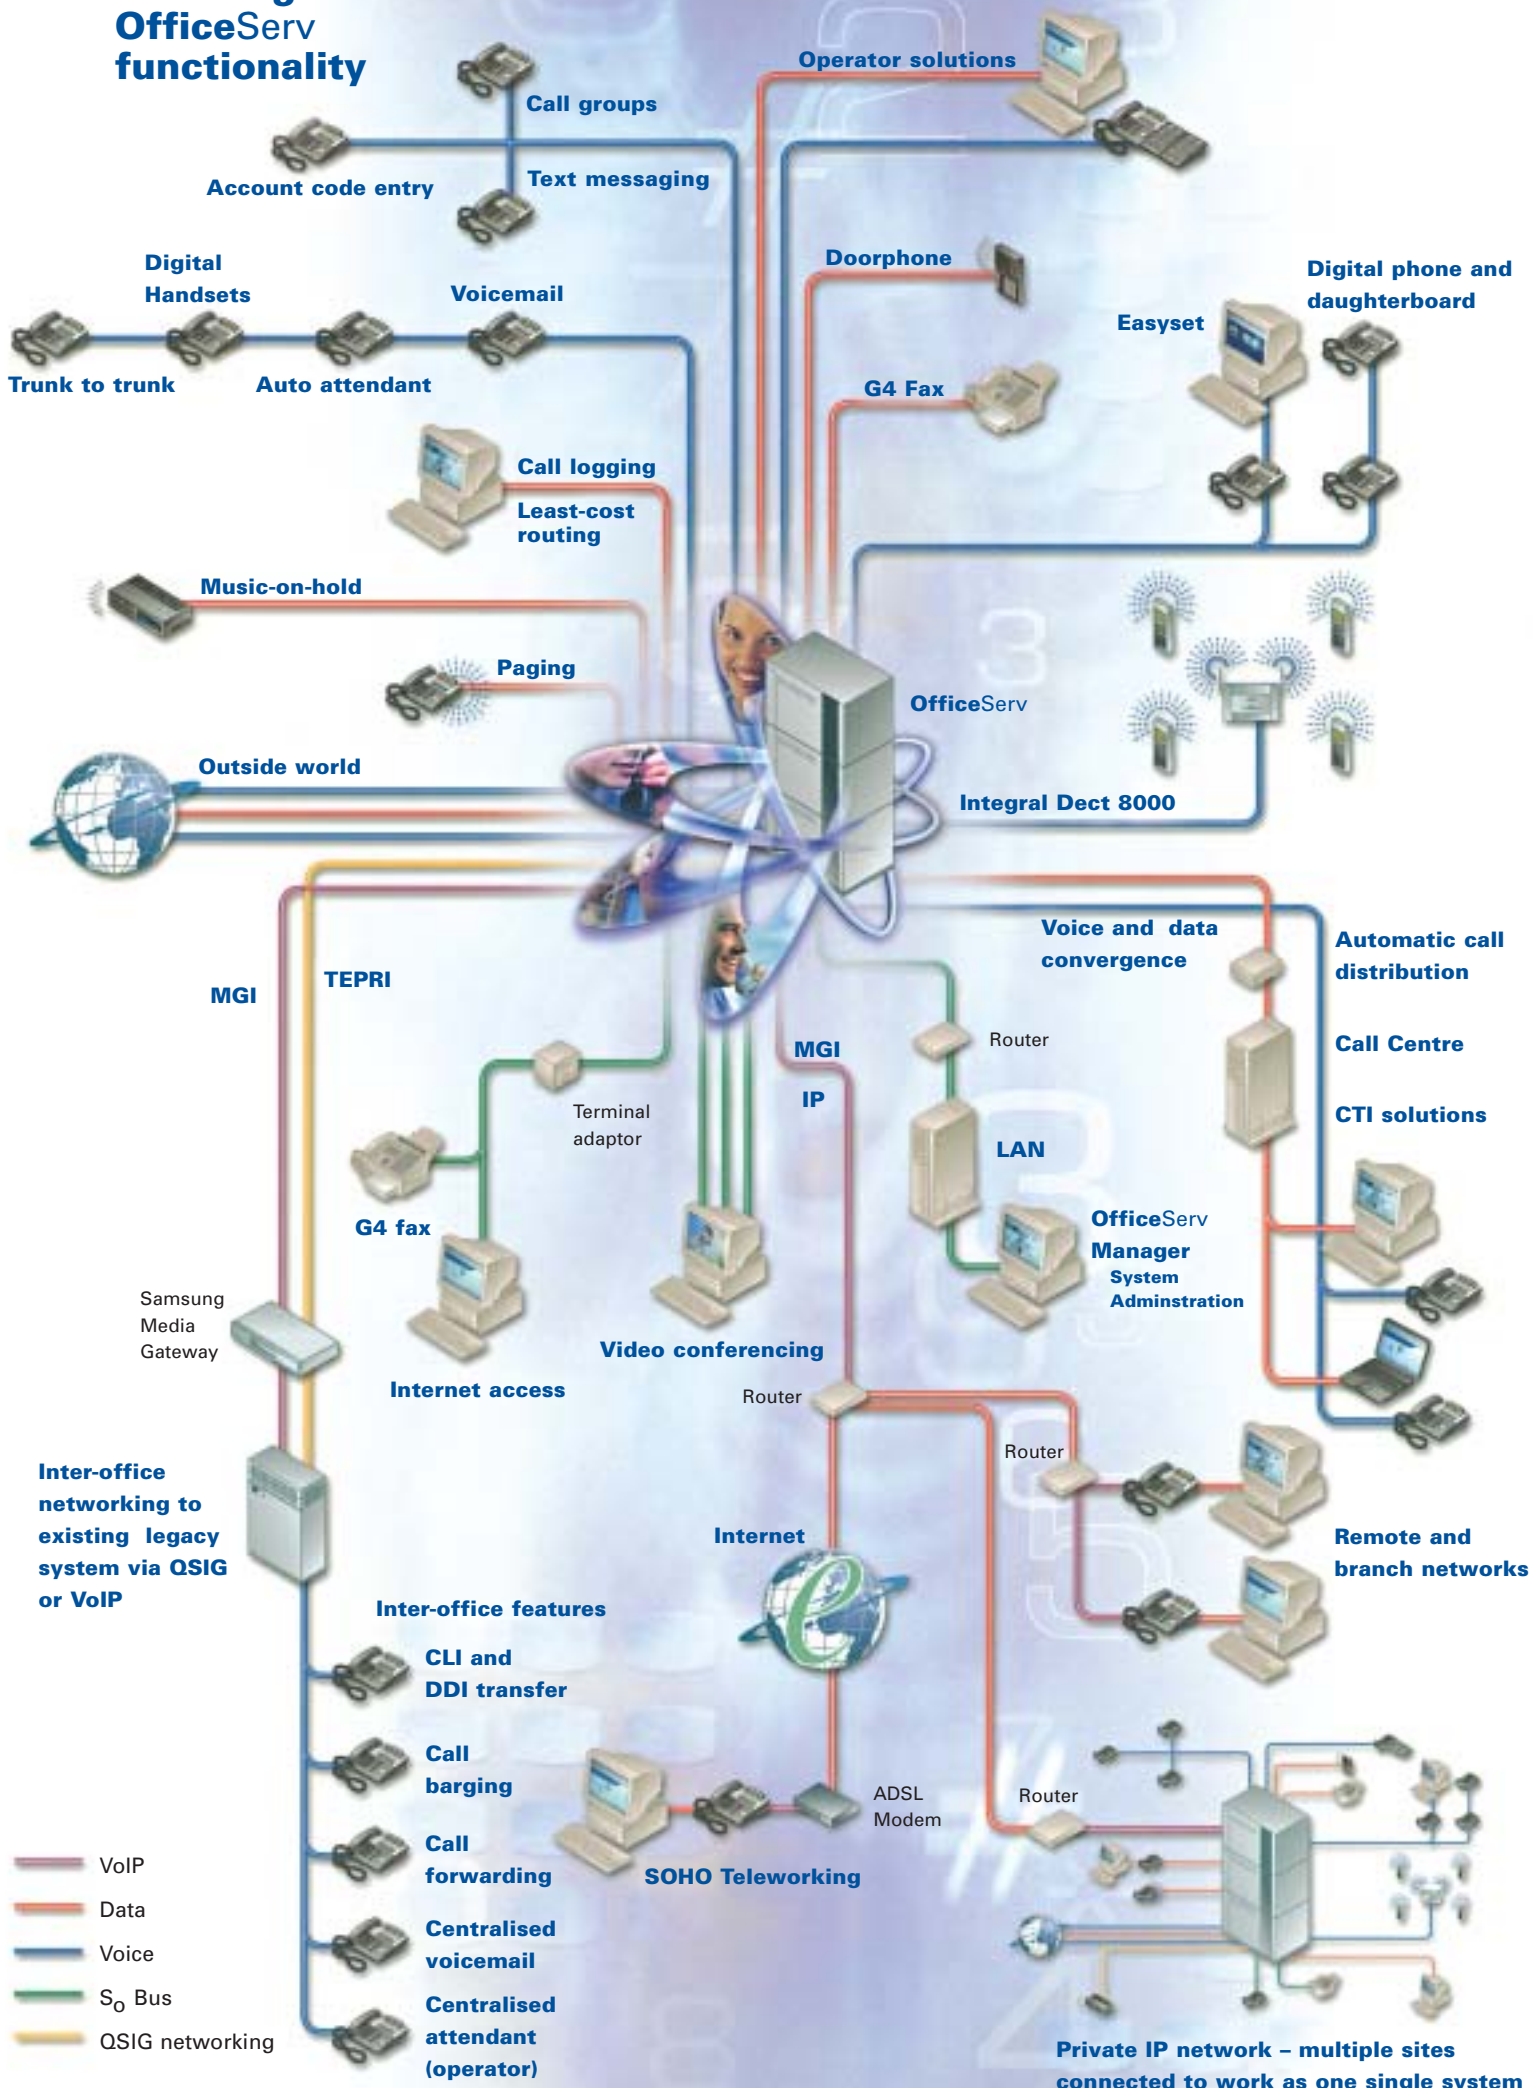 OfficeServ
functionality
Operator solutions
Call groups
Account code entry
Text messaging
Digital
Handsets
Voicemail
Doorphone
Digital phone and
daughterboard
Easyset
Trunk to trunk
Auto attendant
G4 Fax
Call logging
Least-cost
routing
Music-on-hold
Paging
OfficeServ
Outside world
Integral Dect 8000
Voice and data
convergence
Automatic call
distribution
MGI
TEPRI
Router
Call Centre
MGI
IP
Terminal
adaptor
CTI solutions
LAN
G4 fax
OfficeServ
Manager
System
Adminstration
Samsung
Media
Gateway
Video conferencing
Internet access
Router
Router
Inter-office
networking to
existing legacy
system via QSIG
or VoIP
Internet
Remote and
branch networks
e
Inter-office features
CLI and
DDI transfer
Call
barging
ADSL
Modem
Router
Call
forwarding
SOHO Teleworking
VoIP
Data
Voice
So Bus
QSIG networking
Centralised
voicemail
Centralised
attendant
(operator)
Private IP network – multiple sites
connected to work as one single system